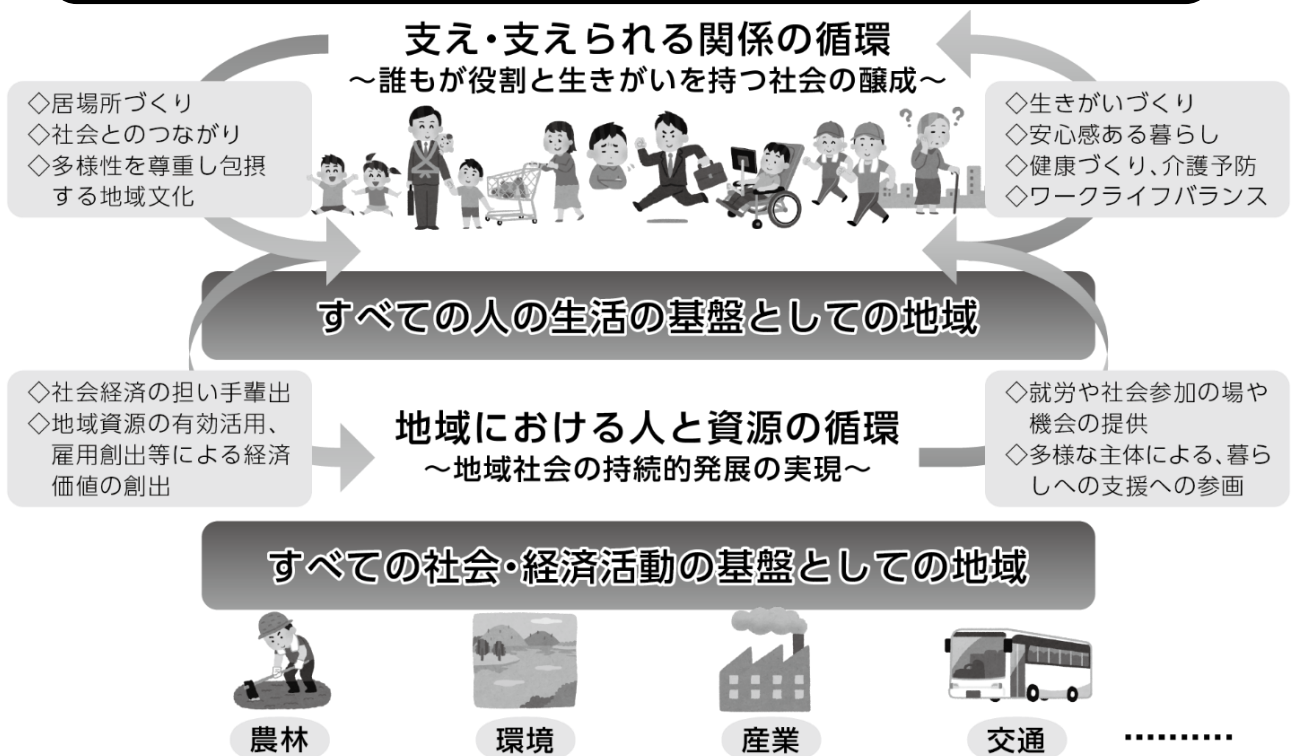 支え・支えられる関係の循環
～誰もが役割と生きがいを持つ社会の醸成～
◇居場所づくり
◇社会とのつながり
◇多様性を尊重し包摂
する地域文化
? ?
◇生きがいづくり
◇安心感ある暮らし
◇健康づくり、介護予防
◇ワークライフバランス
すべての人の生活の基盤としての地域
◇社会経済の担い手輩出
◇地域資源の有効活用、
雇用創出等による経済
価値の創出
地域における人と資源の循環
～地域社会の持続的発展の実現～
◇就労や社会参加の場や
機会の提供
◇多様な主体による、暮ら
しへの支援への参画
すべての社会・経済活動の基盤としての地域
農林
環境
産業
交通
………